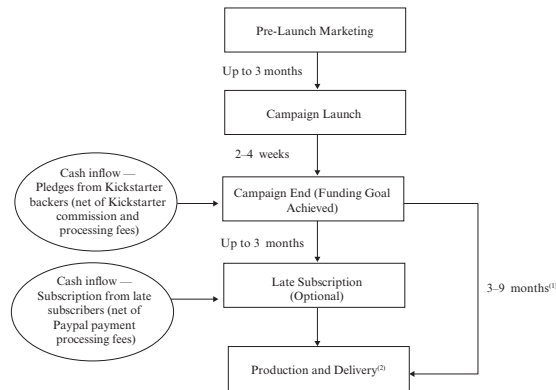 Pre-Launch Marketing
Up to 3 months
Campaign Launch
2–4 weeks
Cash inflow —
Pledges from Kickstarter
backers (net of Kickstarter
commission and
processing fees)
Campaign End (Funding Goal
Achieved)
Up to 3 months
Cash inflow —
Subscription from late
subscribers (net of
Paypal payment
processing fees)
Late Subscription
(Optional)
3–9 months(1)
Production and Delivery(2)